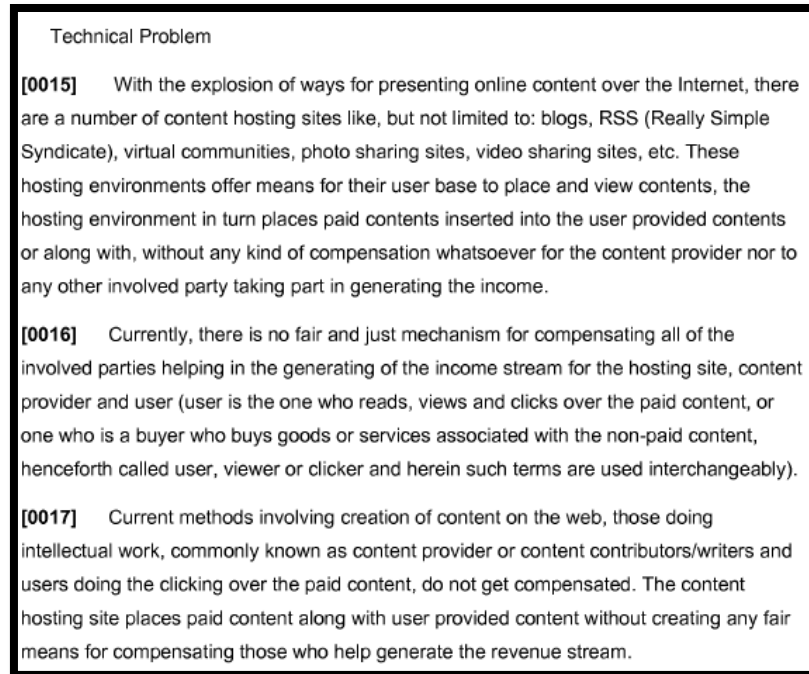 Technical Problem
[0015] With the explosion of ways for presenting online content over the Internet, there
are a number of content hosting sites like, but not limited to: blogs, RSS (Really Simple
Syndicate), virtual communities, photo sharing sites, video sharing sites, etc. These
hosting environments offer means for their user base to place and view contents, the
hosting environment in turn places paid contents inserted into the user provided contents
or along with, without any kind of compensation whatsoever for the content provider nor to
any other involved party taking part in generating the income.
[0016] Currently, there is no fair and just mechanism for compensating all of the
involved parties helping in the generating of the income stream for the hosting site, content
provider and user (user is the one who reads, views and clicks over the paid content, or
one who is a buyer who buys goods or services associated with the non-paid content,
henceforth called user, viewer or clicker and herein such terms are used interchangeably).
[0017] Current methods involving creation of content on the web, those doing
intellectual work, commonly known as content provider or content contributors/writers and
users doing the clicking over the paid content, do not get compensated. The content
hosting site places paid content along with user provided content without creating any fair
means for compensating those who help generate the revenue stream.